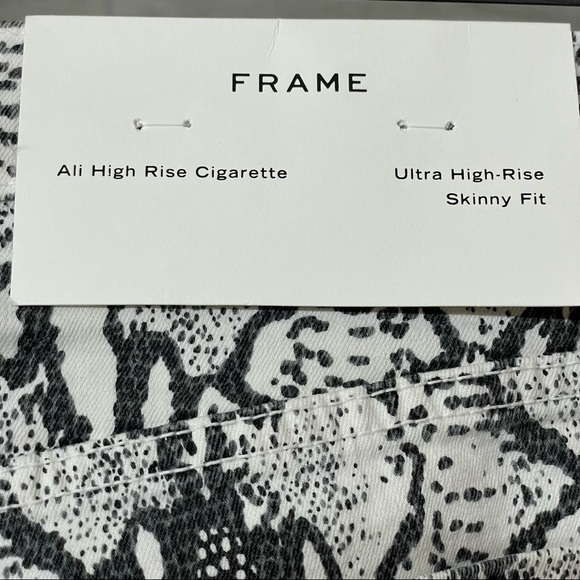 FRAME
Ali High Rise Cigarette
Ultra High-Rise
Skinny Fit